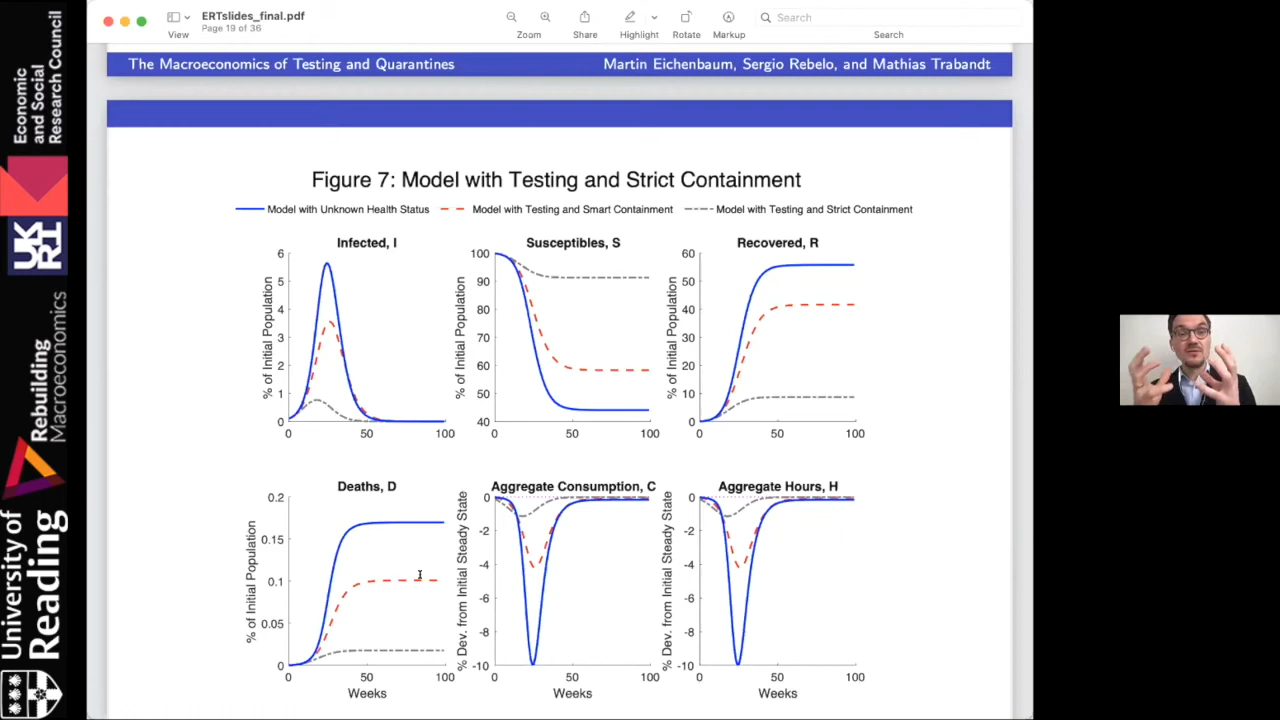 Economic
and Social
Research Council
UKRI
Rebuilding
Macroeconomics
University of
Reading
ERTslides_final.pdf
Page 19 of 36
View
Zoom
Share
Highlight
Rotate
Markup
Search
Search
The Macroeconomics of Testing and Quarantines
Martin Eichenbaum, Sergio Rebelo, and Mathias Trabandt
Figure 7: Model with Testing and Strict Containment
Model with Unknown Health Status
Model with Testing and Smart Containment
Model with Testing and Strict Containment
Infected, I
% of Initial Population
6
5
4
3
2
1
0
0 50 100
Susceptibles, S
% of Initial Population
100
90
80
70
60
50
40
0 50 100
Recovered, R
% of Initial Population
60
50
40
30
20
10
0
0 50 100
Deaths, D
% of Initial Population
0.2
0.15
0.1
0.05
0
0 50 100
Weeks
Aggregate Consumption, C
% Dev. from Initial Steady State
0
-2
-4
-6
-8
-10
0 50 100
Weeks
Aggregate Hours, H
% Dev. from Initial Steady State
0
-2
-4
-6
-8
-10
0 50 100
Weeks